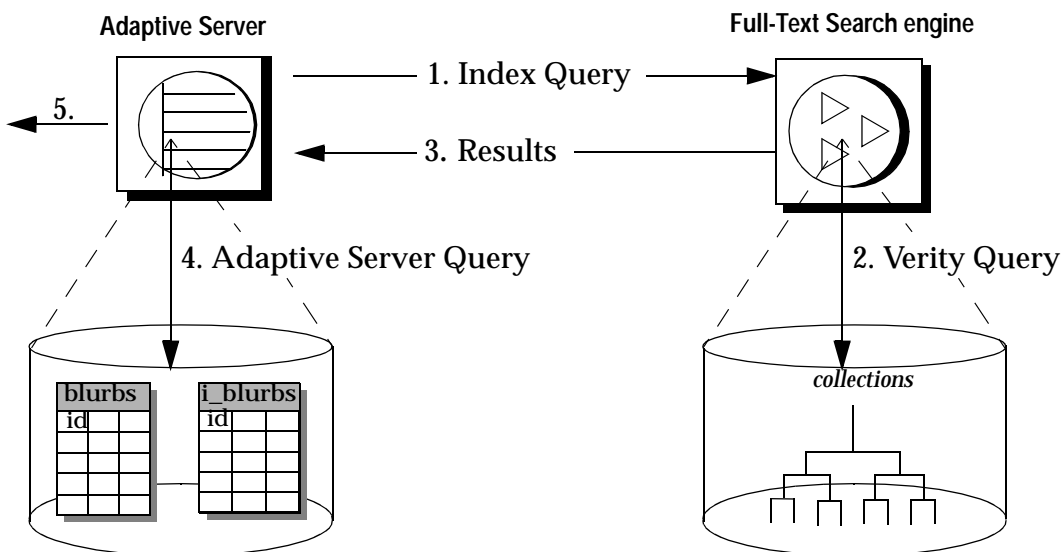 Adaptive Server
Full-Text Search engine
1. Index Query
5.
3. Results
4. Adaptive Server Query
2. Verity Query
collections
blurbs
i_blurbs
id
id